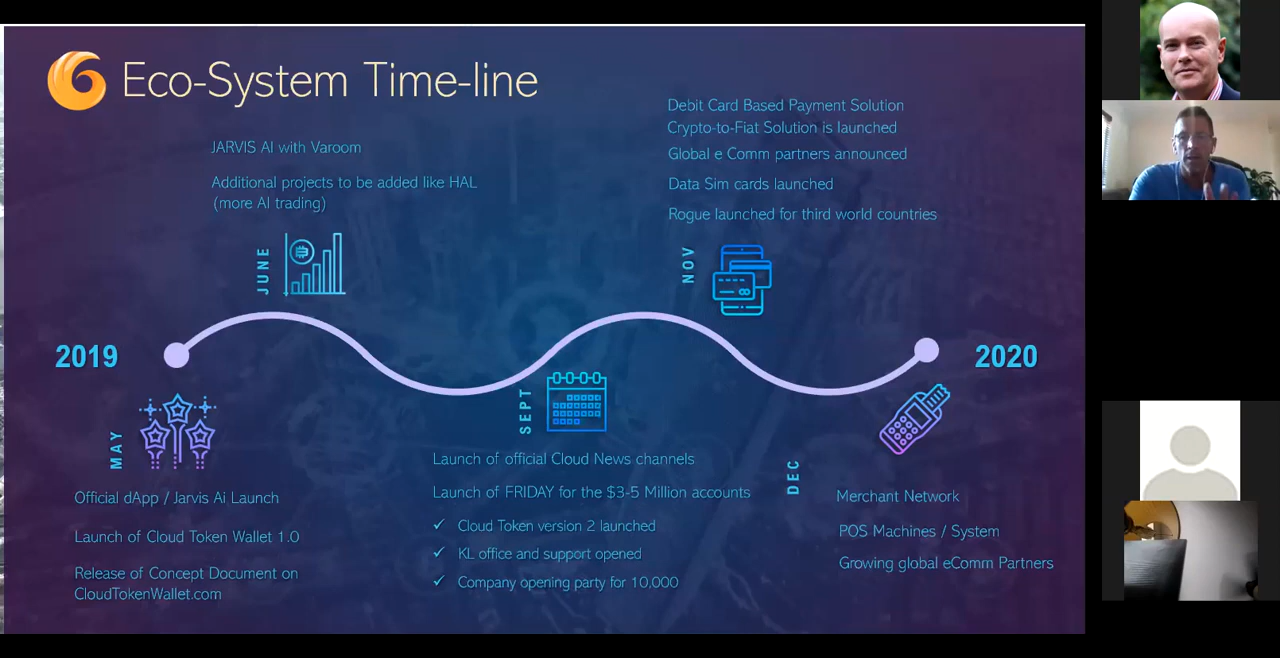 Eco-System Time-line
JARVIS AI with Varoom
Additional projects to be added like HAL
(more AI trading)
JUNE
Debit Card Based Payment Solution
Crypto-to-Fiat Solution is launched
Global e Comm partners announced
Data Sim cards launched
Rogue launched for third world countries
NOV
2019
2020
MAY
Official dApp / Jarvis Ai Launch
Launch of Cloud Token Wallet 1.0
Release of Concept Document on
CloudTokenWallet.com
SEPT
Launch of official Cloud News channels
Launch of FRIDAY for the $3-5 Million accounts
✓ Cloud Token version 2 launched
✓ KL office and support opened
✓ Company opening party for 10,000
DEC
Merchant Network
POS Machines / System
Growing global eComm Partners